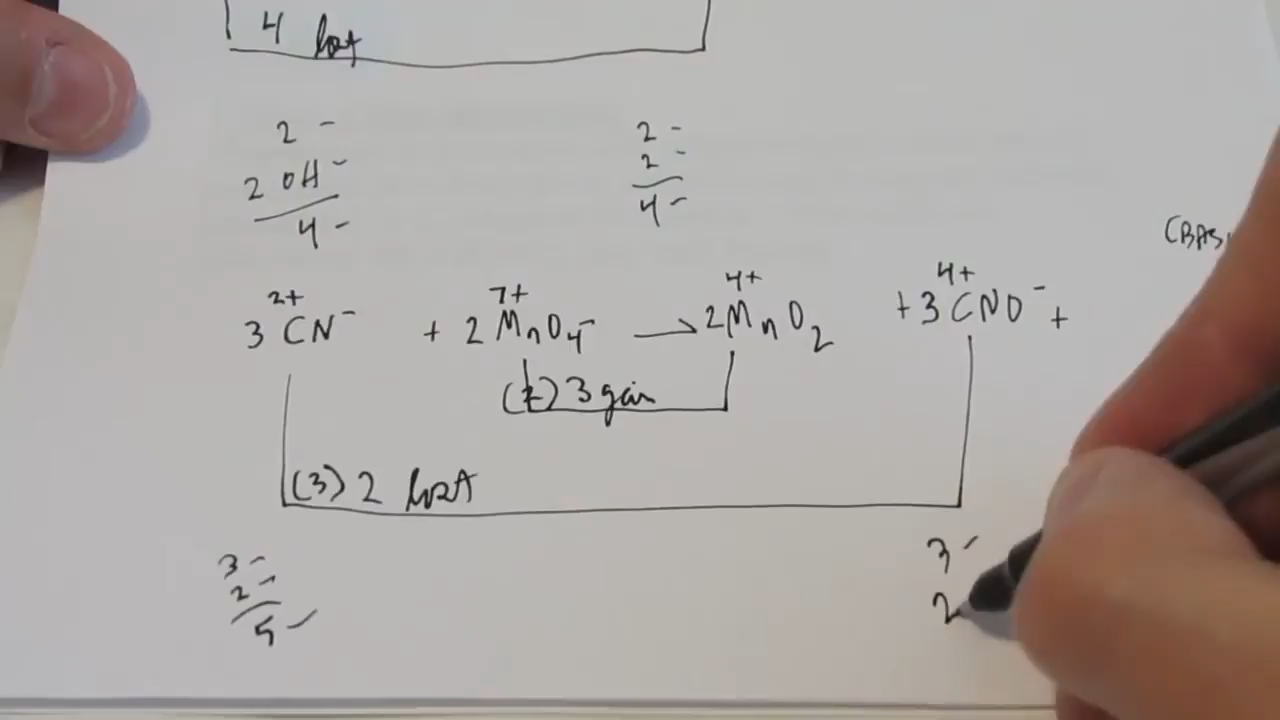 4 lost
2 -
2 OH -
4 -
2 -
2 -
4 -
(BAS
2+ 7+ 4+ 4+
3 CN⁻ + 2 MnO₄⁻ → 2 MnO₂ + 3 CNO⁻ +
(2) 3 gain
(3) 2 lost
3 -
2 -
5 -
3 -
2